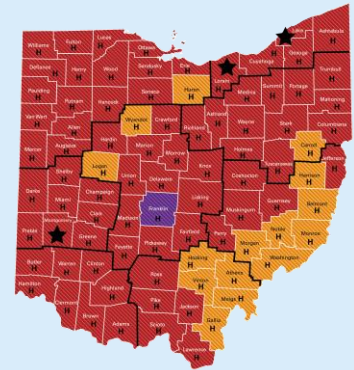 Williams
H
Fulton
H
Lucas
H
Ottawa
H
Lake
Ashtabula
H
Defiance
H
Henry
H
Wood
H
Sandusky
H
Erie
H
Lorain
H
Cuyahoga
H
Geauga
H
Trumbull
H
Paulding
H
Putnam
H
Hancock
H
Seneca
H
Huron
H
Medina
H
Summit
H
Portage
H
Mahoning
H
Van Wert
H
Allen
H
Wyandot
H
Crawford
H
Richland
H
Ashland
H
Wayne
H
Stark
H
Columbiana
H
Mercer
H
Auglaize
H
Hardin
H
Marion
H
Morrow
H
Holmes
H
Carroll
H
Jefferson
H
Shelby
H
Logan
H
Union
H
Delaware
H
Knox
H
Coshocton
H
Tuscarawas
H
Harrison
H
Darke
H
Miami
H
Champaign
H
Franklin
H
Licking
H
Muskingum
H
Guernsey
H
Belmont
H
Preble
H
Montgomery
Clark
H
Greene
H
Madison
H
Pickaway
H
Fairfield
H
Perry
H
Morgan
H
Noble
H
Monroe
H
Butler
H
Warren
H
Clinton
H
Fayette
H
Ross
H
Hocking
H
Athens
H
Washington
H
Hamilton
H
Clermont
H
Highland
H
Pike
H
Vinton
H
Jackson
H
Meigs
H
Brown
H
Adams
H
Scioto
H
Gallia
H
Lawrence
H